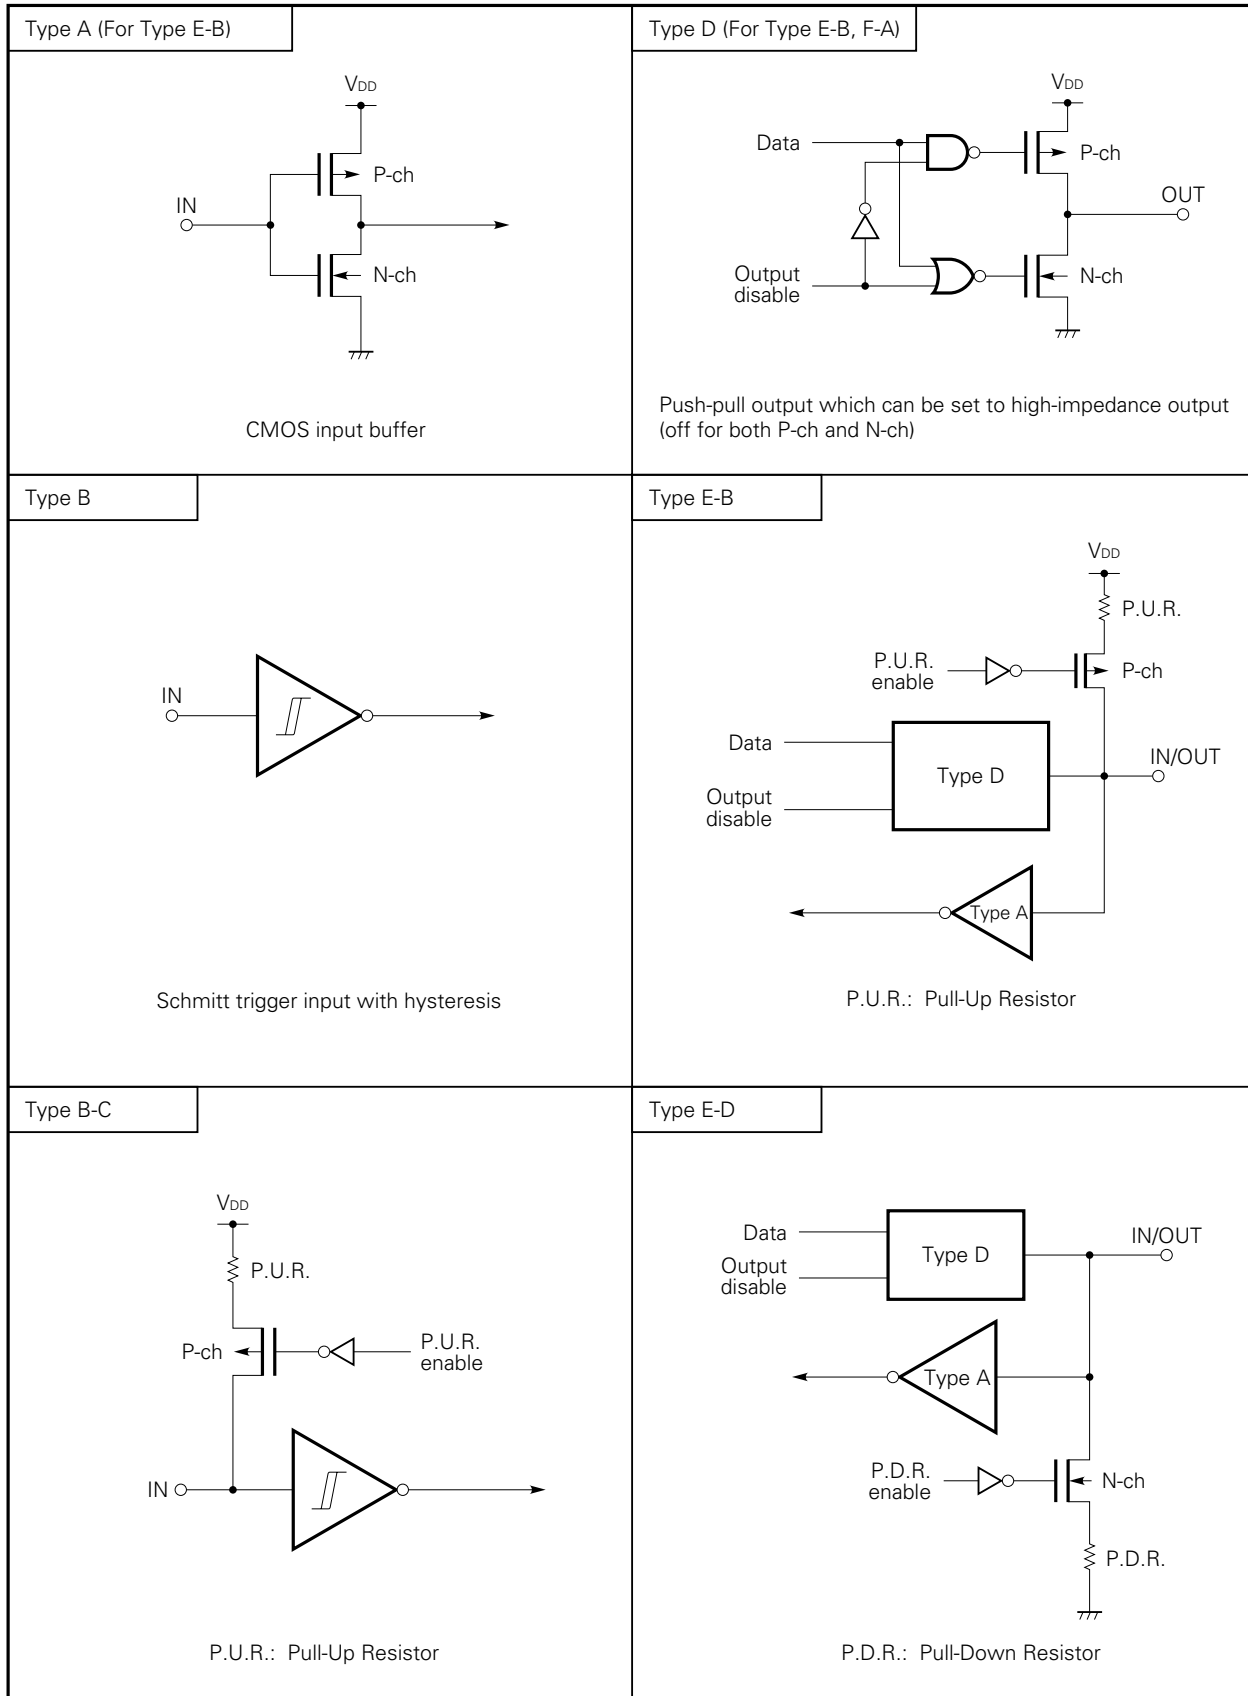 Type A (For Type E-B)
VDD
P-ch
IN
N-ch
CMOS input buffer
Type D (For Type E-B, F-A)
VDD
Data
P-ch
OUT
Output
disable
N-ch
Push-pull output which can be set to high-impedance output
(off for both P-ch and N-ch)
Type B
IN
Schmitt trigger input with hysteresis
Type E-B
VDD
P.U.R.
P.U.R.
enable
P-ch
Data
Type D
IN/OUT
Output
disable
Type A
P.U.R.: Pull-Up Resistor
Type B-C
VDD
P.U.R.
P-ch
P.U.R.
enable
IN
P.U.R.: Pull-Up Resistor
Type E-D
Data
Type D
IN/OUT
Output
disable
Type A
P.D.R.
enable
N-ch
P.D.R.
P.D.R.: Pull-Down Resistor